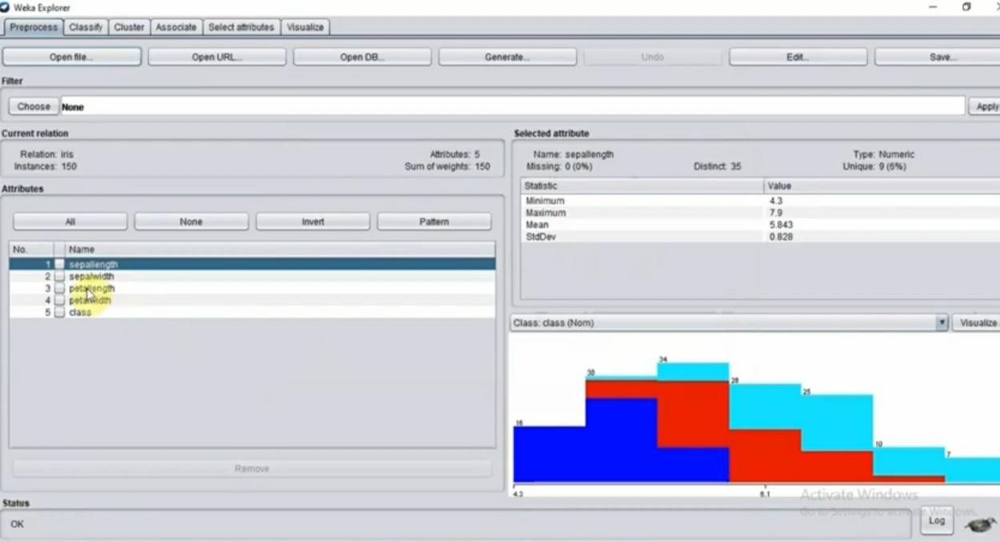 Weka Explorer
Preprocess Classify Cluster Associate Select attributes Visualize
Open file... Open URL... Open DB... Generate... Undo Edit... Save...
Filter
Choose None Apply
Current relation
Relation: iris Attributes: 5
Instances: 150 Sum of weights: 150
Selected attribute
Name: sepallength Type: Numeric
Missing: 0 (0%) Distinct: 35 Unique: 9 (6%)
Statistic Value
Minimum 4.3
Maximum 7.9
Mean 5.843
StdDev 0.828
Attributes
All None Invert Pattern
No. Name
1 sepallength
2 sepalwidth
3 petallength
4 petalwidth
5 class
Remove
Class: class (Nom) Visualize
16 30 34 28 25 10 7
4.3 6.1
Activate Windows
Go to Settings to activate Windows.
Status
OK Log